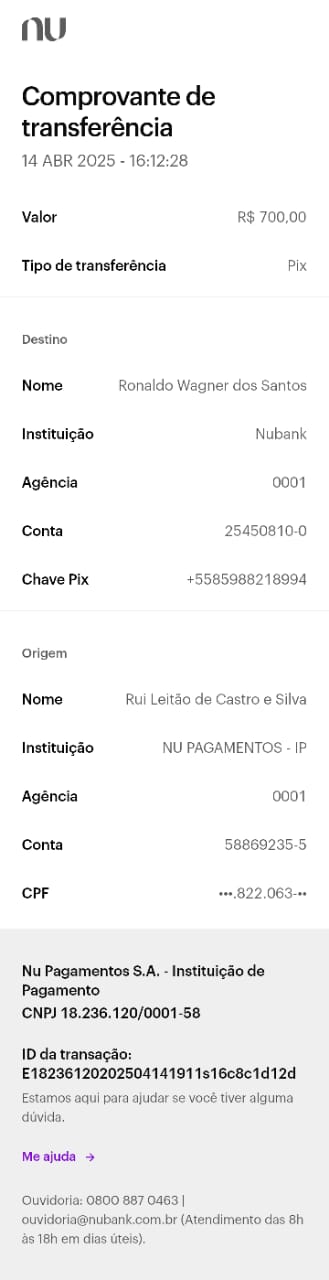 nu
Comprovante de
transferência
14 ABR 2025 - 16:12:28
Valor R$ 700,00
Tipo de transferência Pix
Destino
Nome Ronaldo Wagner dos Santos
Instituição Nubank
Agência 0001
Conta 25450810-0
Chave Pix +5585988218994
Origem
Nome Rui Leitão de Castro e Silva
Instituição NU PAGAMENTOS - IP
Agência 0001
Conta 58869235-5
CPF •••.822.063-••
Nu Pagamentos S.A. - Instituição de
Pagamento
CNPJ 18.236.120/0001-58
ID da transação:
E18236120202504141911s16c8c1d12d
Estamos aqui para ajudar se você tiver alguma
dúvida.
Me ajuda →
Ouvidoria: 0800 887 0463 |
ouvidoria@nubank.com.br (Atendimento das 8h
às 18h em dias úteis).